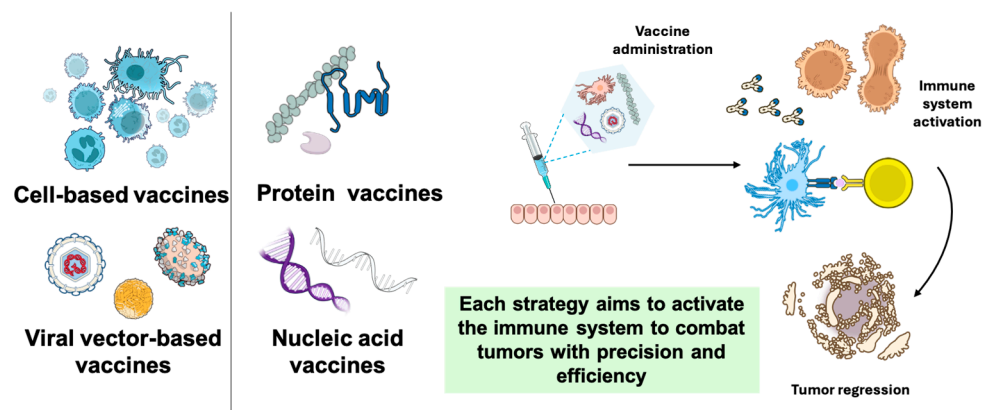 Cell-based vaccines
Protein vaccines
Viral vector-based
vaccines
Nucleic acid
vaccines
Vaccine
administration
Immune
system
activation
Each strategy aims to activate
the immune system to combat
tumors with precision and
efficiency
Tumor regression